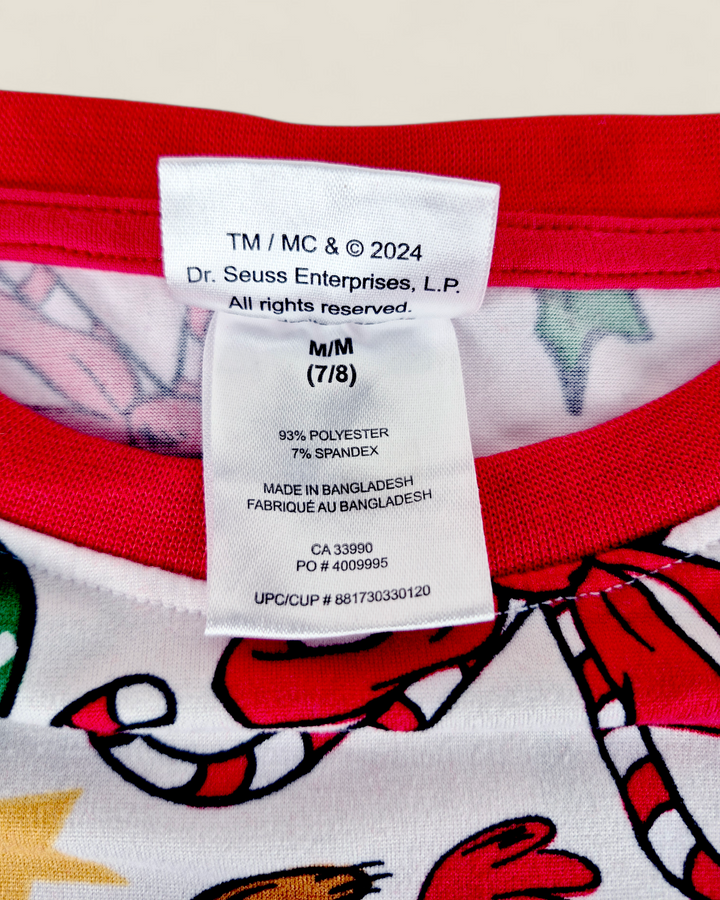 TM / MC & © 2024
Dr. Seuss Enterprises, L.P.
All rights reserved.
M/M
(7/8)
93% POLYESTER
7% SPANDEX
MADE IN BANGLADESH
FABRIQUÉ AU BANGLADESH
CA 33990
PO # 4009995
UPC/CUP # 881730330120